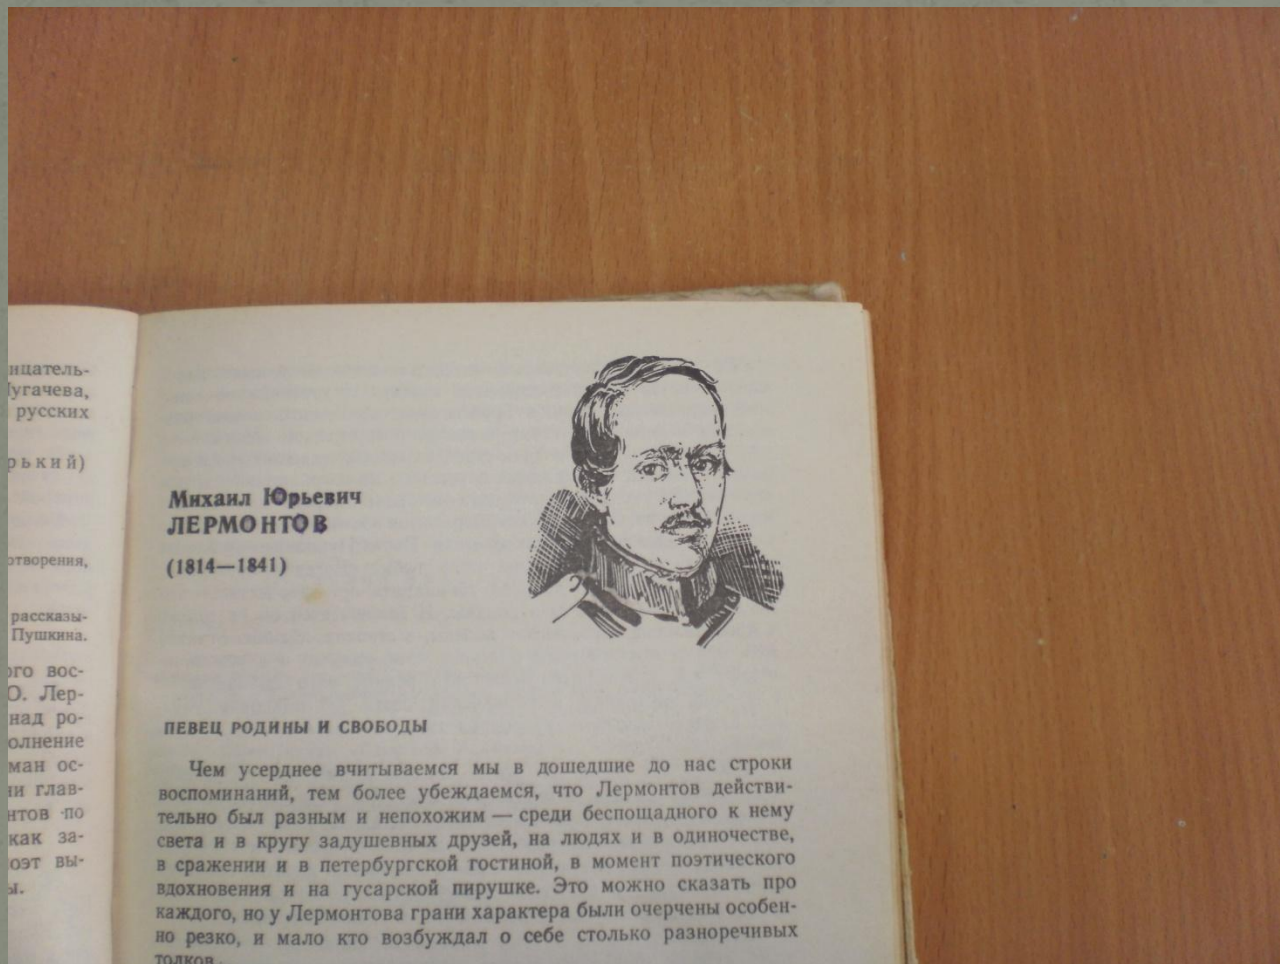 русских
отворения,
рассказы-
Пушкина.
Михаил Юрьевич
ЛЕРМОНТОВ
(1814—1841)
ПЕВЕЦ РОДИНЫ И СВОБОДЫ
Чем усерднее вчитываемся мы в дошедшие до нас строки
воспоминаний, тем более убеждаемся, что Лермонтов действи-
тельно был разным и непохожим — среди беспощадного к нему
света и в кругу задушевных друзей, на людях и в одиночестве,
в сражении и в петербургской гостиной, в момент поэтического
вдохновения и на гусарской пирушке. Это можно сказать про
каждого, но у Лермонтова грани характера были очерчены особен-
но резко, и мало кто возбуждал о себе столько разноречивых
толков.